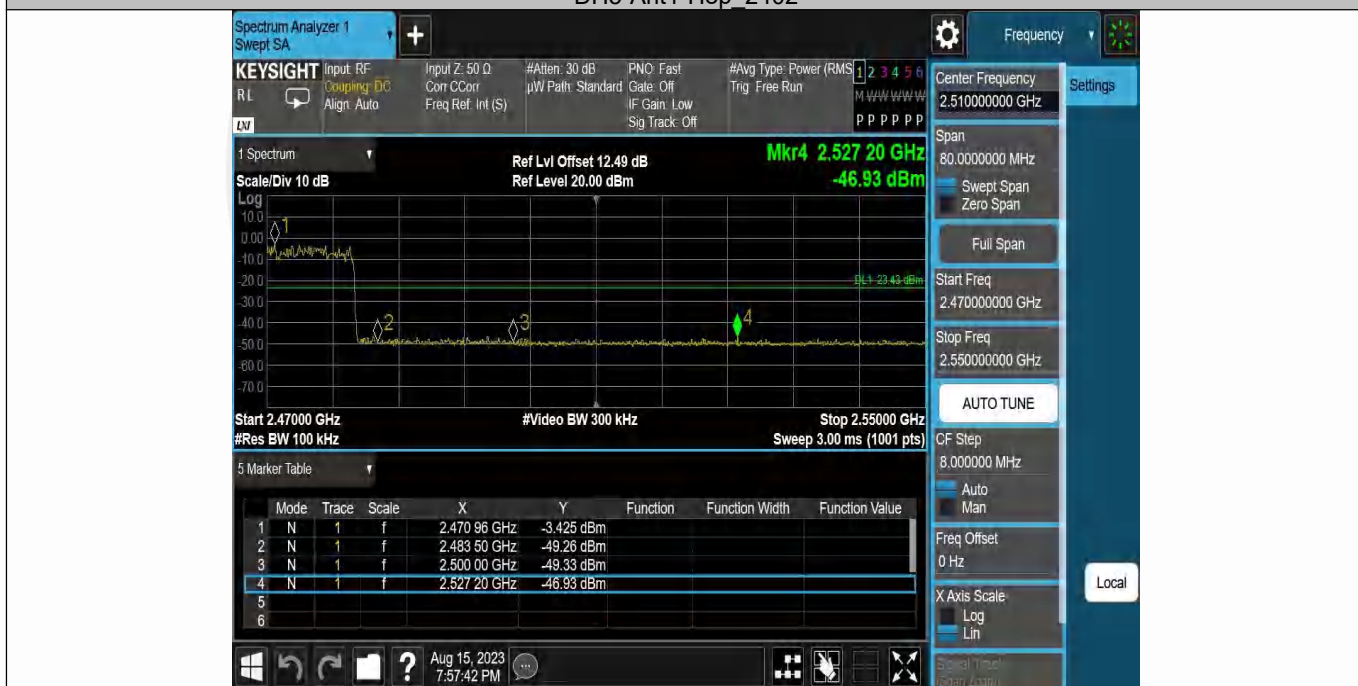 Spectrum Analyzer 1
Swept SA
+
Frequency
KEYSIGHT
RL
LXI
Input: RF
Coupling: DC
Align: Auto
Input Z: 50 Ω
Corr CCorr
Freq Ref: Int (S)
#Atten: 30 dB
µW Path: Standard
PNO: Fast
Gate: Off
IF Gain: Low
Sig Track: Off
#Avg Type: Power (RMS
Trig: Free Run
1 2 3 4 5 6
M W W W W W
P P P P P P
1 Spectrum
Scale/Div 10 dB
Ref Lvl Offset 12.49 dB
Ref Level 20.00 dBm
Mkr4 2.527 20 GHz
-46.93 dBm
Log
10.0
0.00
-10.0
-20.0
-30.0
-40.0
-50.0
-60.0
-70.0
1
2
3
4
DL1 -23.43 dBm
Start 2.47000 GHz
#Video BW 300 kHz
Stop 2.55000 GHz
#Res BW 100 kHz
Sweep 3.00 ms (1001 pts)
5 Marker Table
Mode Trace Scale X Y Function Function Width Function Value
1 N 1 f 2.470 96 GHz -3.425 dBm
2 N 1 f 2.483 50 GHz -49.26 dBm
3 N 1 f 2.500 00 GHz -49.33 dBm
4 N 1 f 2.527 20 GHz -46.93 dBm
5
6
?
Aug 15, 2023
7:57:42 PM
Center Frequency
2.510000000 GHz
Settings
Span
80.0000000 MHz
Swept Span
Zero Span
Full Span
Start Freq
2.470000000 GHz
Stop Freq
2.550000000 GHz
AUTO TUNE
CF Step
8.000000 MHz
Auto
Man
Freq Offset
0 Hz
X Axis Scale
Log
Lin
Local